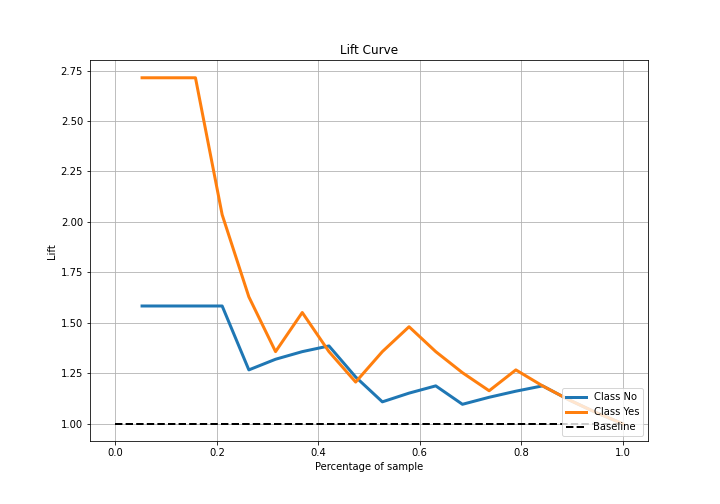 Lift Curve
Lift
2.75
2.50
2.25
2.00
1.75
1.50
1.25
1.00
0.0 0.2 0.4 0.6 0.8 1.0
Percentage of sample
Class No
Class Yes
Baseline